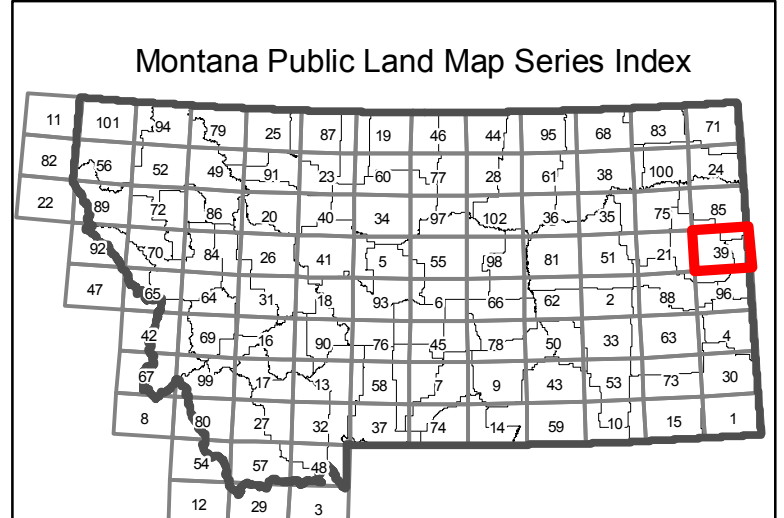 Montana Public Land Map Series Index
11 101 94 79 25 87 19 46 44 95 68 83 71
82 56 52 49 91 23 60 77 28 61 38 100 24
22 89 72 86 20 40 34 97 102 36 35 75 85
92 70 84 26 41 5 55 98 81 51 21 39
47 65 64 31 18 93 6 66 62 2 88 96
42 69 16 90 76 45 78 50 33 63 4
67 99 17 13 58 7 9 43 53 73 30
8 80 27 32 37 74 14 59 10 15 1
54 57 48
12 29 3